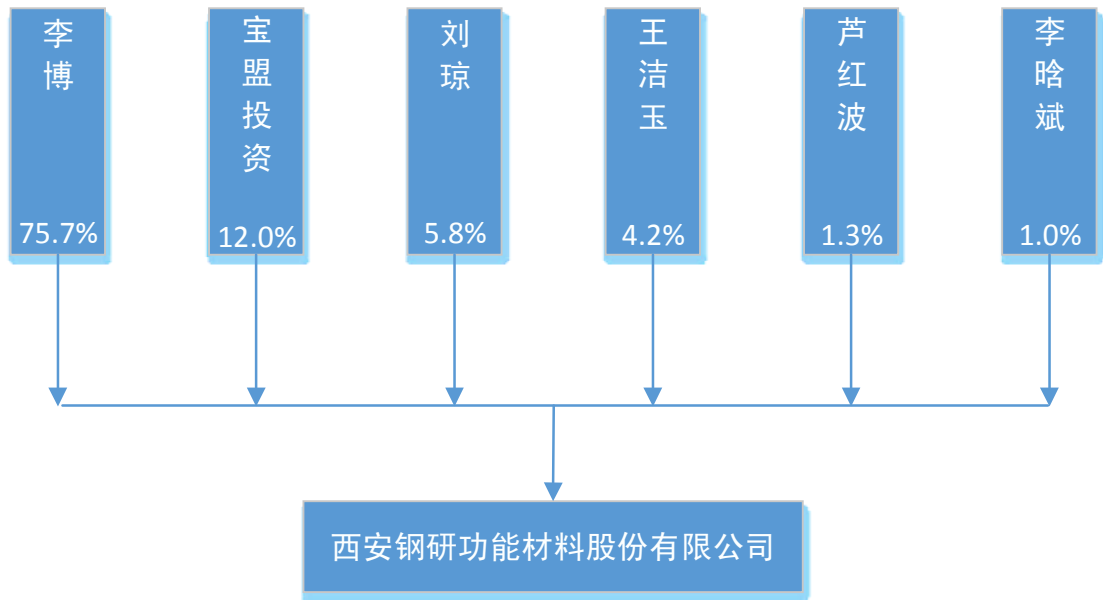 李博
75.7%
宝盟投资
12.0%
刘琼
5.8%
王洁玉
4.2%
芦红波
1.3%
李晗斌
1.0%
西安钢研功能材料股份有限公司